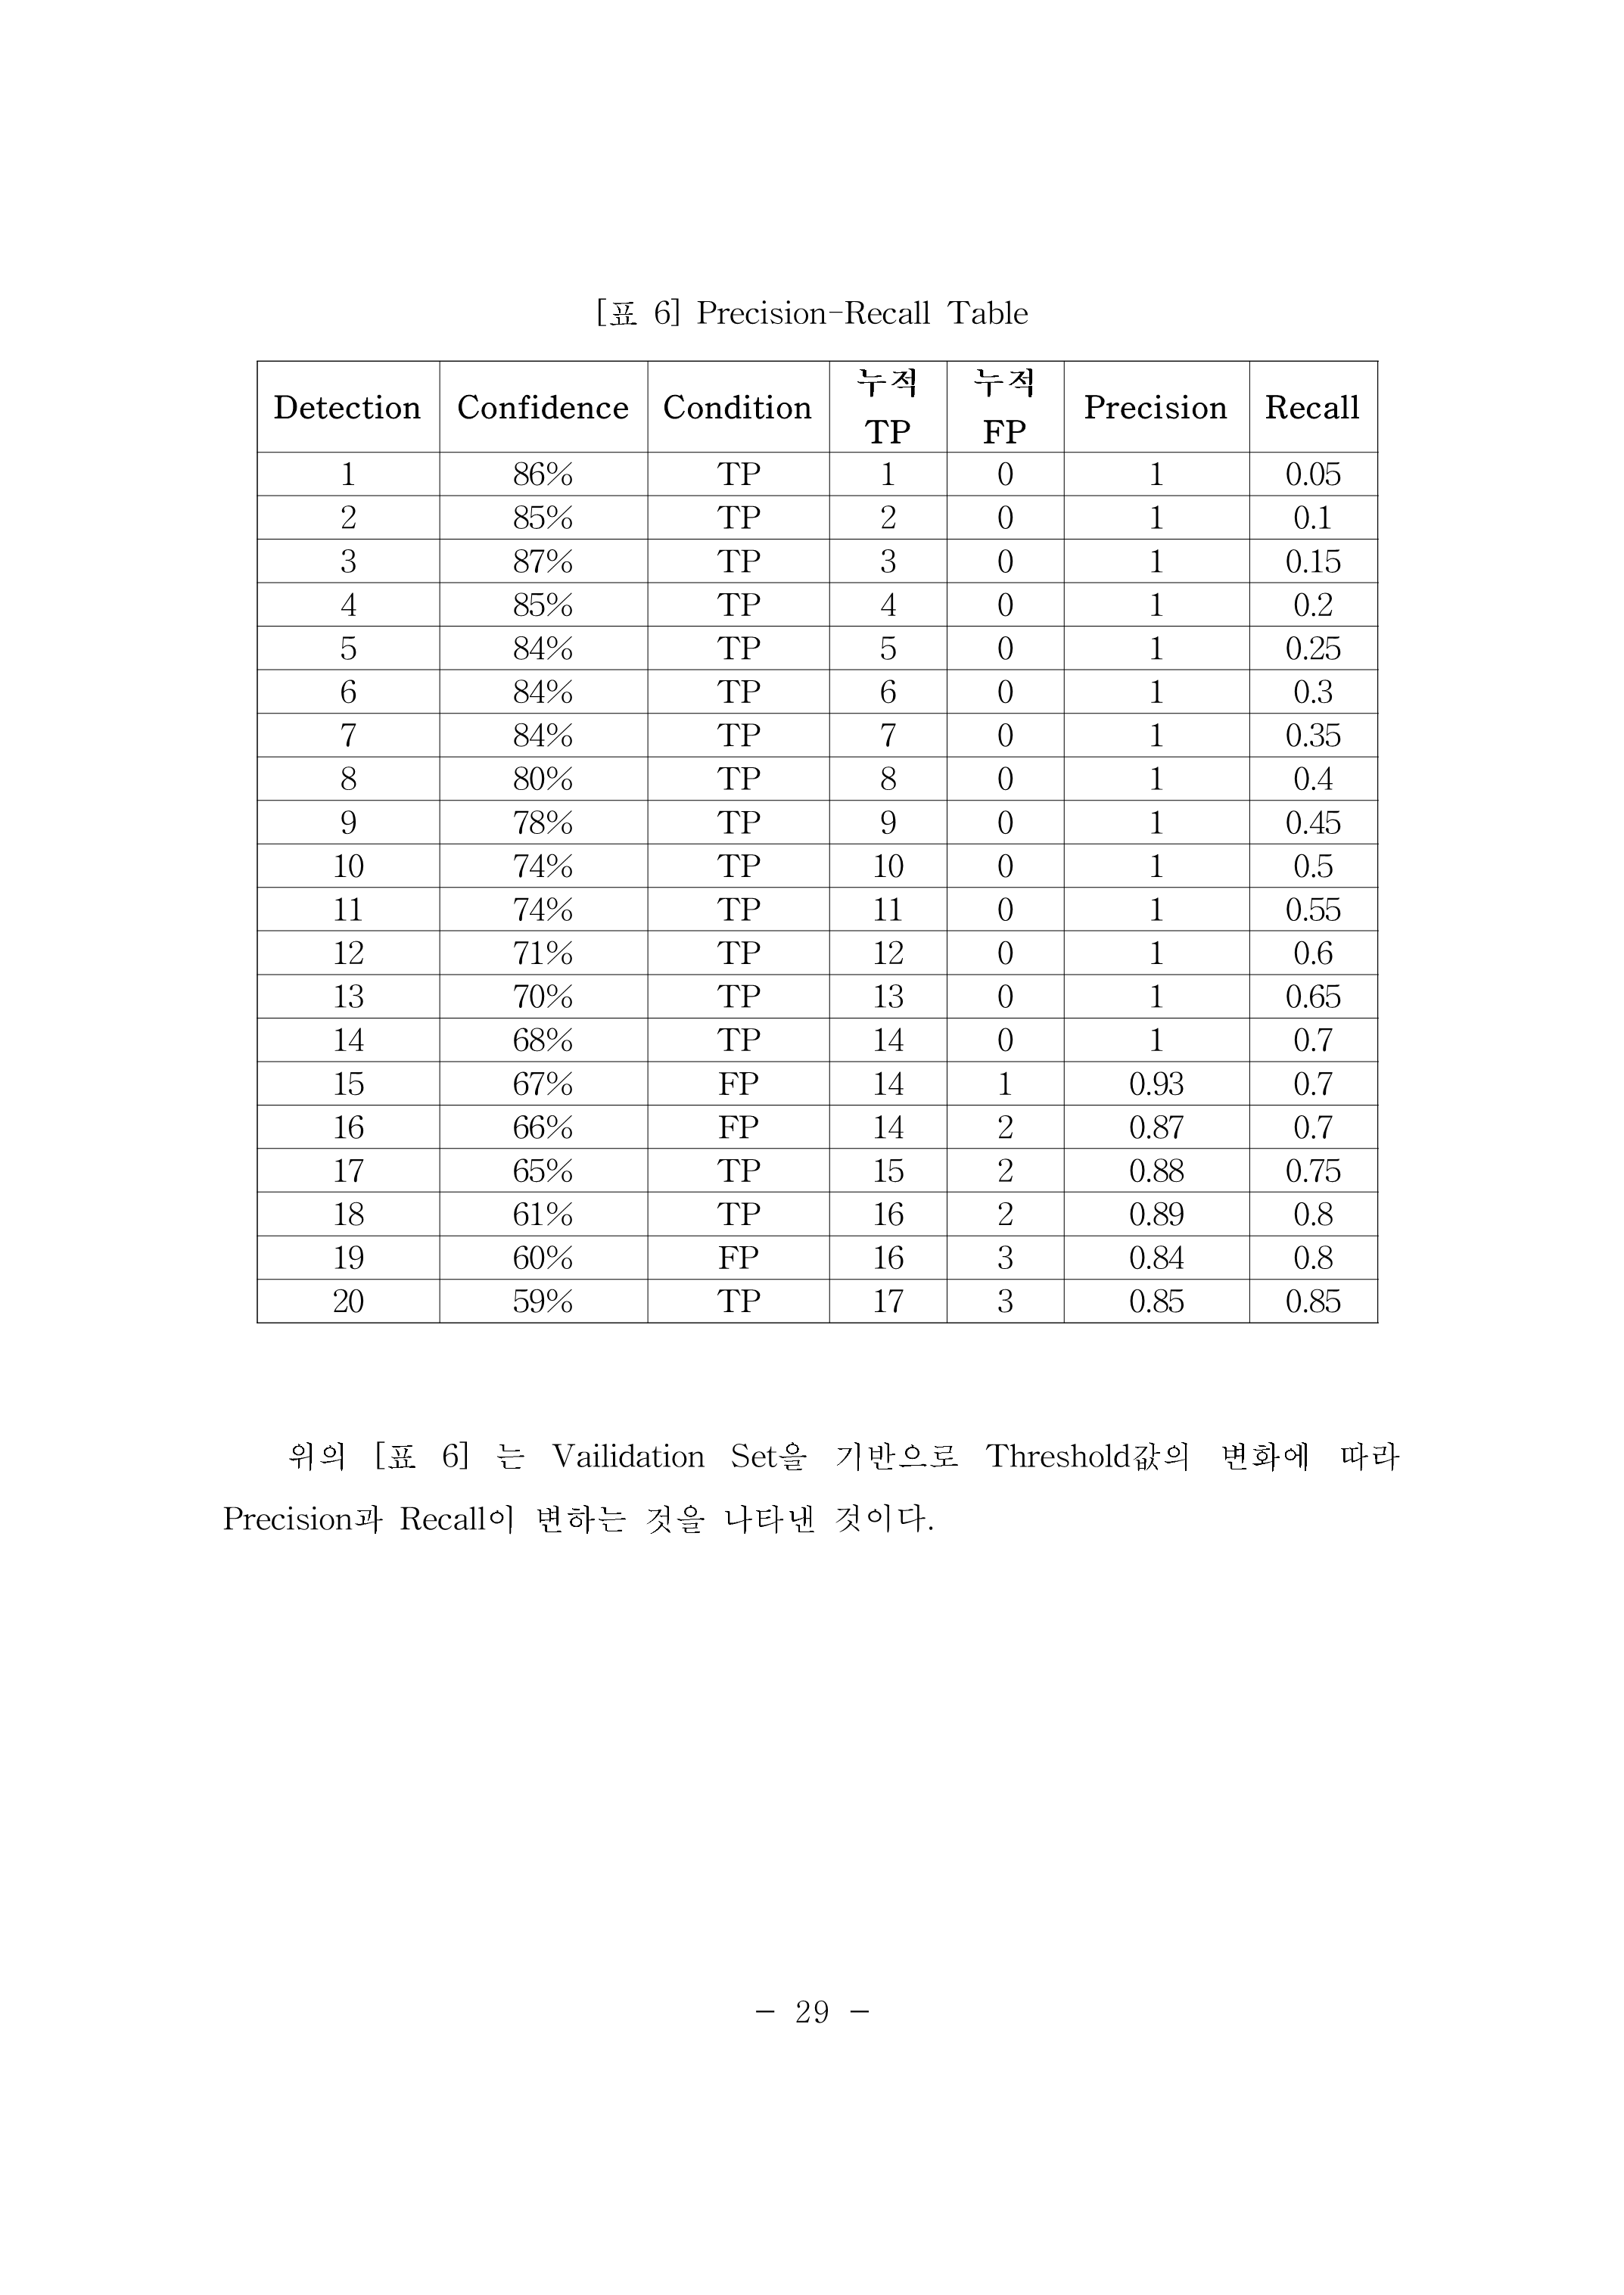 [표 6] Precision-Recall Table
Detection Confidence Condition 누적 TP 누적 FP Precision Recall
1 86% TP 1 0 1 0.05
2 85% TP 2 0 1 0.1
3 87% TP 3 0 1 0.15
4 85% TP 4 0 1 0.2
5 84% TP 5 0 1 0.25
6 84% TP 6 0 1 0.3
7 84% TP 7 0 1 0.35
8 80% TP 8 0 1 0.4
9 78% TP 9 0 1 0.45
10 74% TP 10 0 1 0.5
11 74% TP 11 0 1 0.55
12 71% TP 12 0 1 0.6
13 70% TP 13 0 1 0.65
14 68% TP 14 0 1 0.7
15 67% FP 14 1 0.93 0.7
16 66% FP 14 2 0.87 0.7
17 65% TP 15 2 0.88 0.75
18 61% TP 16 2 0.89 0.8
19 60% FP 16 3 0.84 0.8
20 59% TP 17 3 0.85 0.85
위의 [표 6] 는 Vailidation Set을 기반으로 Threshold값의 변화에 따라
Precision과 Recall이 변하는 것을 나타낸 것이다.
- 29 -